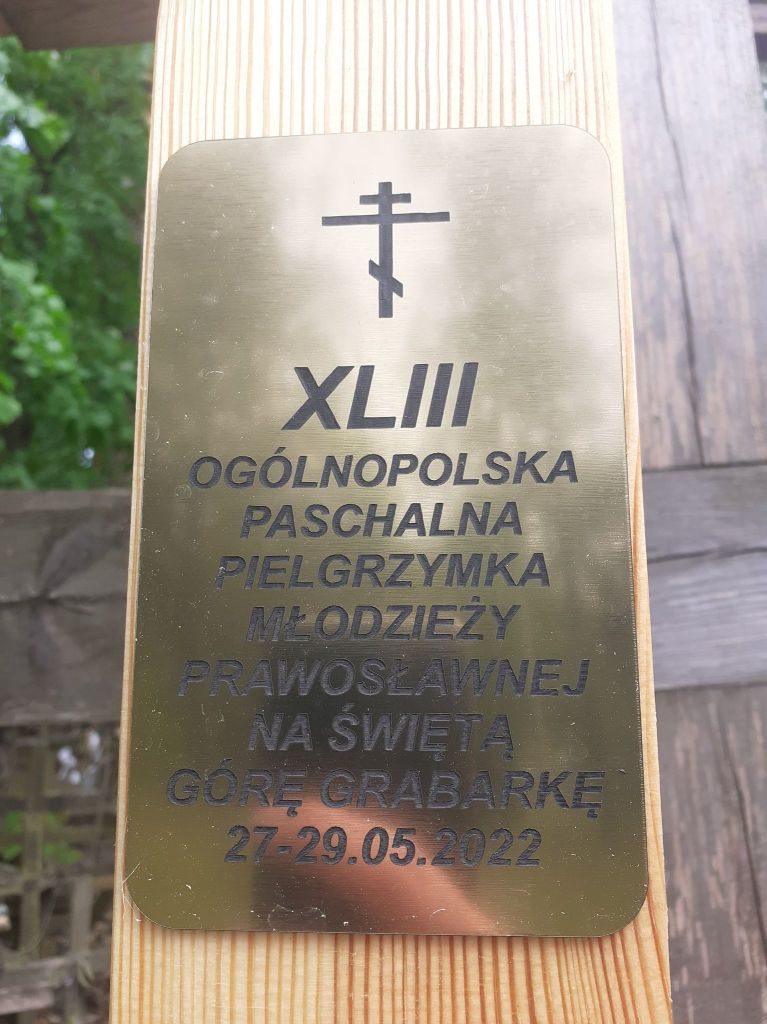 XLIII
OGÓLNOPOLSKA
PASCHALNA
PIELGRZYMKA
MŁODZIEŻY
PRAWOSŁAWNEJ
NA ŚWIĘTĄ
GÓRĘ GRABARKĘ
27-29.05.2022